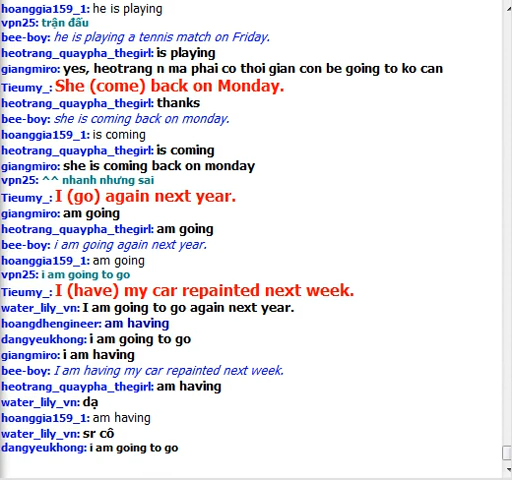 hoanggia159_1: he is playing
vpn25: trận đấu
bee-boy: he is playing a tennis match on Friday.
heotrang_quaypha_thegirl: is playing
giangmiro: yes, heotrang n ma phai co thoi gian con be going to ko can
Tieumy_: She (come) back on Monday.
heotrang_quaypha_thegirl: thanks
bee-boy: she is coming back on monday.
hoanggia159_1: is coming
heotrang_quaypha_thegirl: is coming
giangmiro: she is coming back on monday
vpn25: ^^ nhanh nhưng sai
Tieumy_: I (go) again next year.
giangmiro: am going
heotrang_quaypha_thegirl: am going
bee-boy: i am going again next year.
hoanggia159_1: am going
vpn25: i am going to go
Tieumy_: I (have) my car repainted next week.
water_lily_vn: I am going to go again next year.
hoangdhengineer: am having
dangyeukhong: i am going to go
giangmiro: i am having
bee-boy: I am having my car repainted next week.
heotrang_quaypha_thegirl: am having
water_lily_vn: dạ
hoanggia159_1: am having
water_lily_vn: sr cô
dangyeukhong: i am going to go